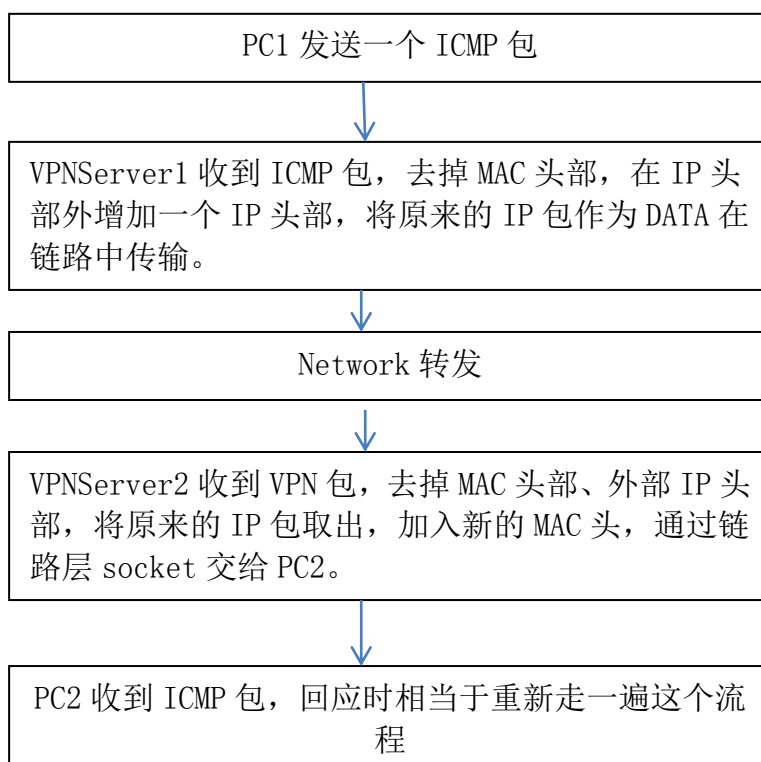 PC1 发送一个 ICMP 包
VPNServer1 收到 ICMP 包，去掉 MAC 头部，在 IP 头
部外增加一个 IP 头部，将原来的 IP 包作为 DATA 在
链路中传输。
Network 转发
VPNServer2 收到 VPN 包，去掉 MAC 头部、外部 IP 头
部，将原来的 IP 包取出，加入新的 MAC 头，通过链
路层 socket 交给 PC2。
PC2 收到 ICMP 包，回应时相当于重新走一遍这个流
程